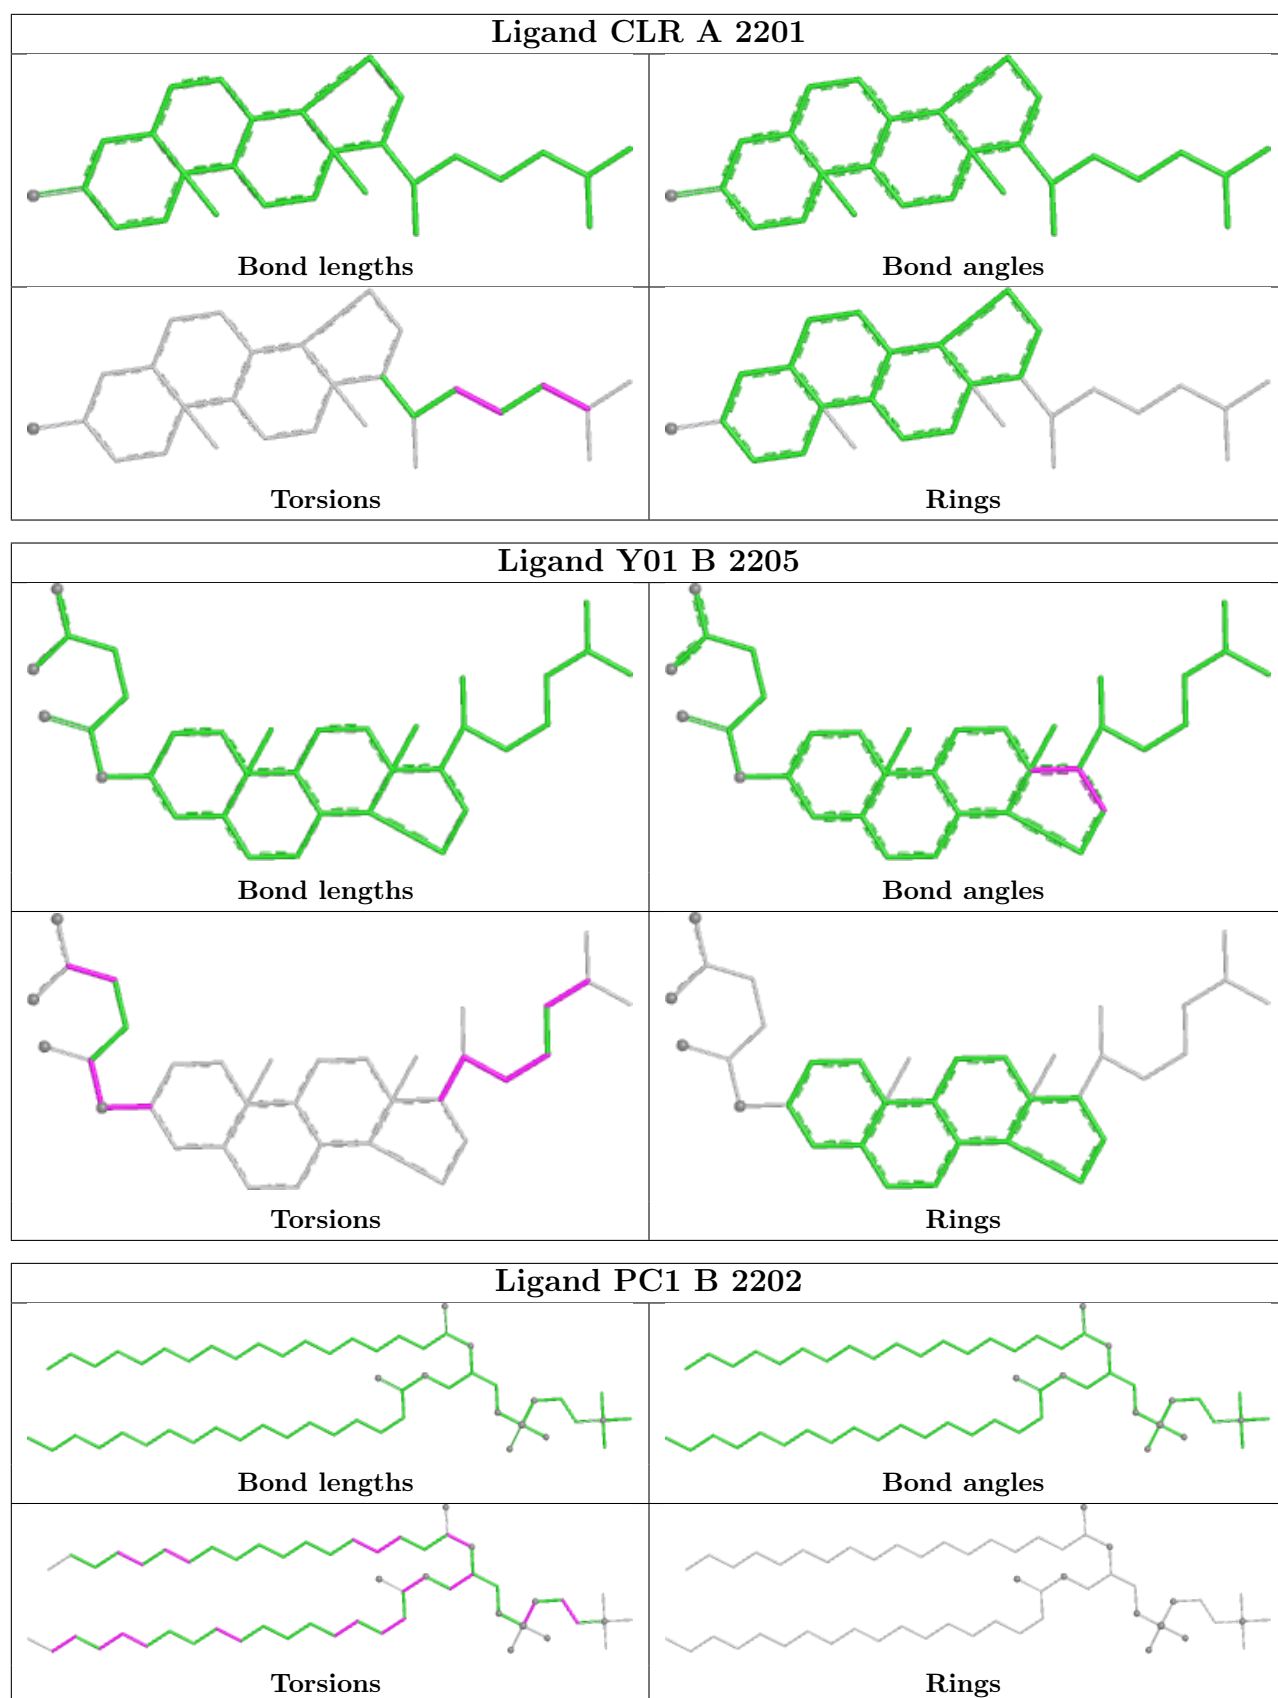 Ligand CLR A 2201
Bond lengths
Bond angles
Torsions
Rings
Ligand Y01 B 2205
Bond lengths
Bond angles
Torsions
Rings
Ligand PC1 B 2202
Bond lengths
Bond angles
Torsions
Rings